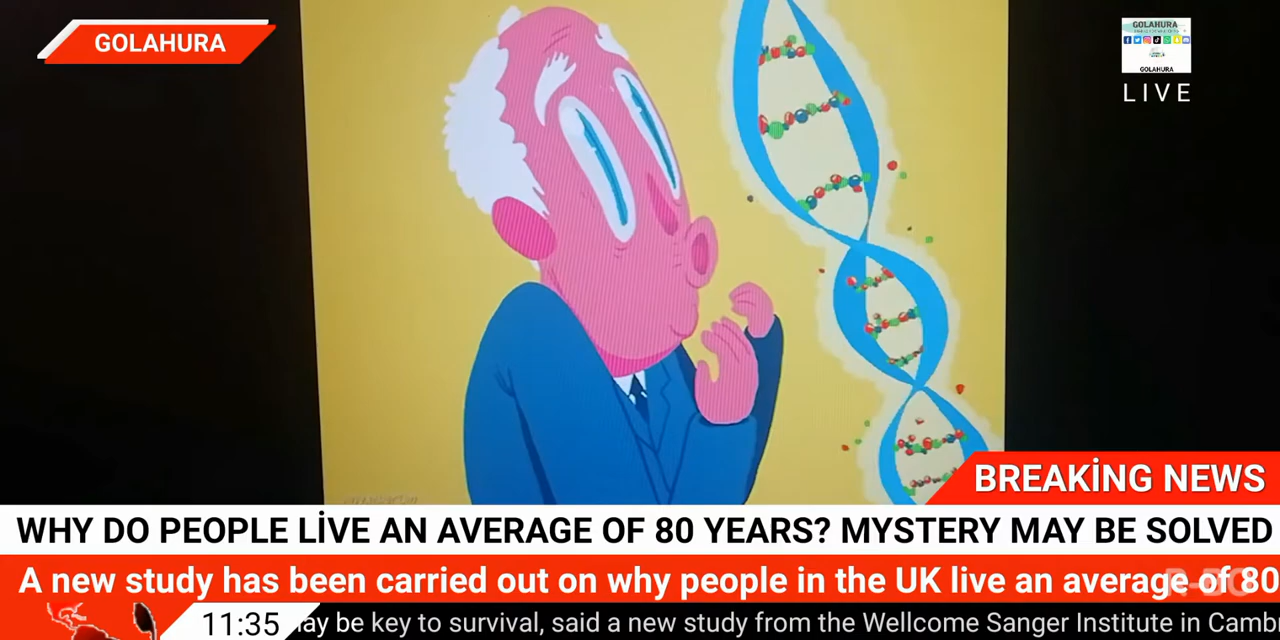 GOLAHURA
GOLAHURA
GOLAHURA
LIVE
BREAKİNG NEWS
WHY DO PEOPLE LİVE AN AVERAGE OF 80 YEARS? MYSTERY MAY BE SOLVED
A new study has been carried out on why people in the UK live an average of 80
11:35
may be key to survival, said a new study from the Wellcome Sanger Institute in Camb